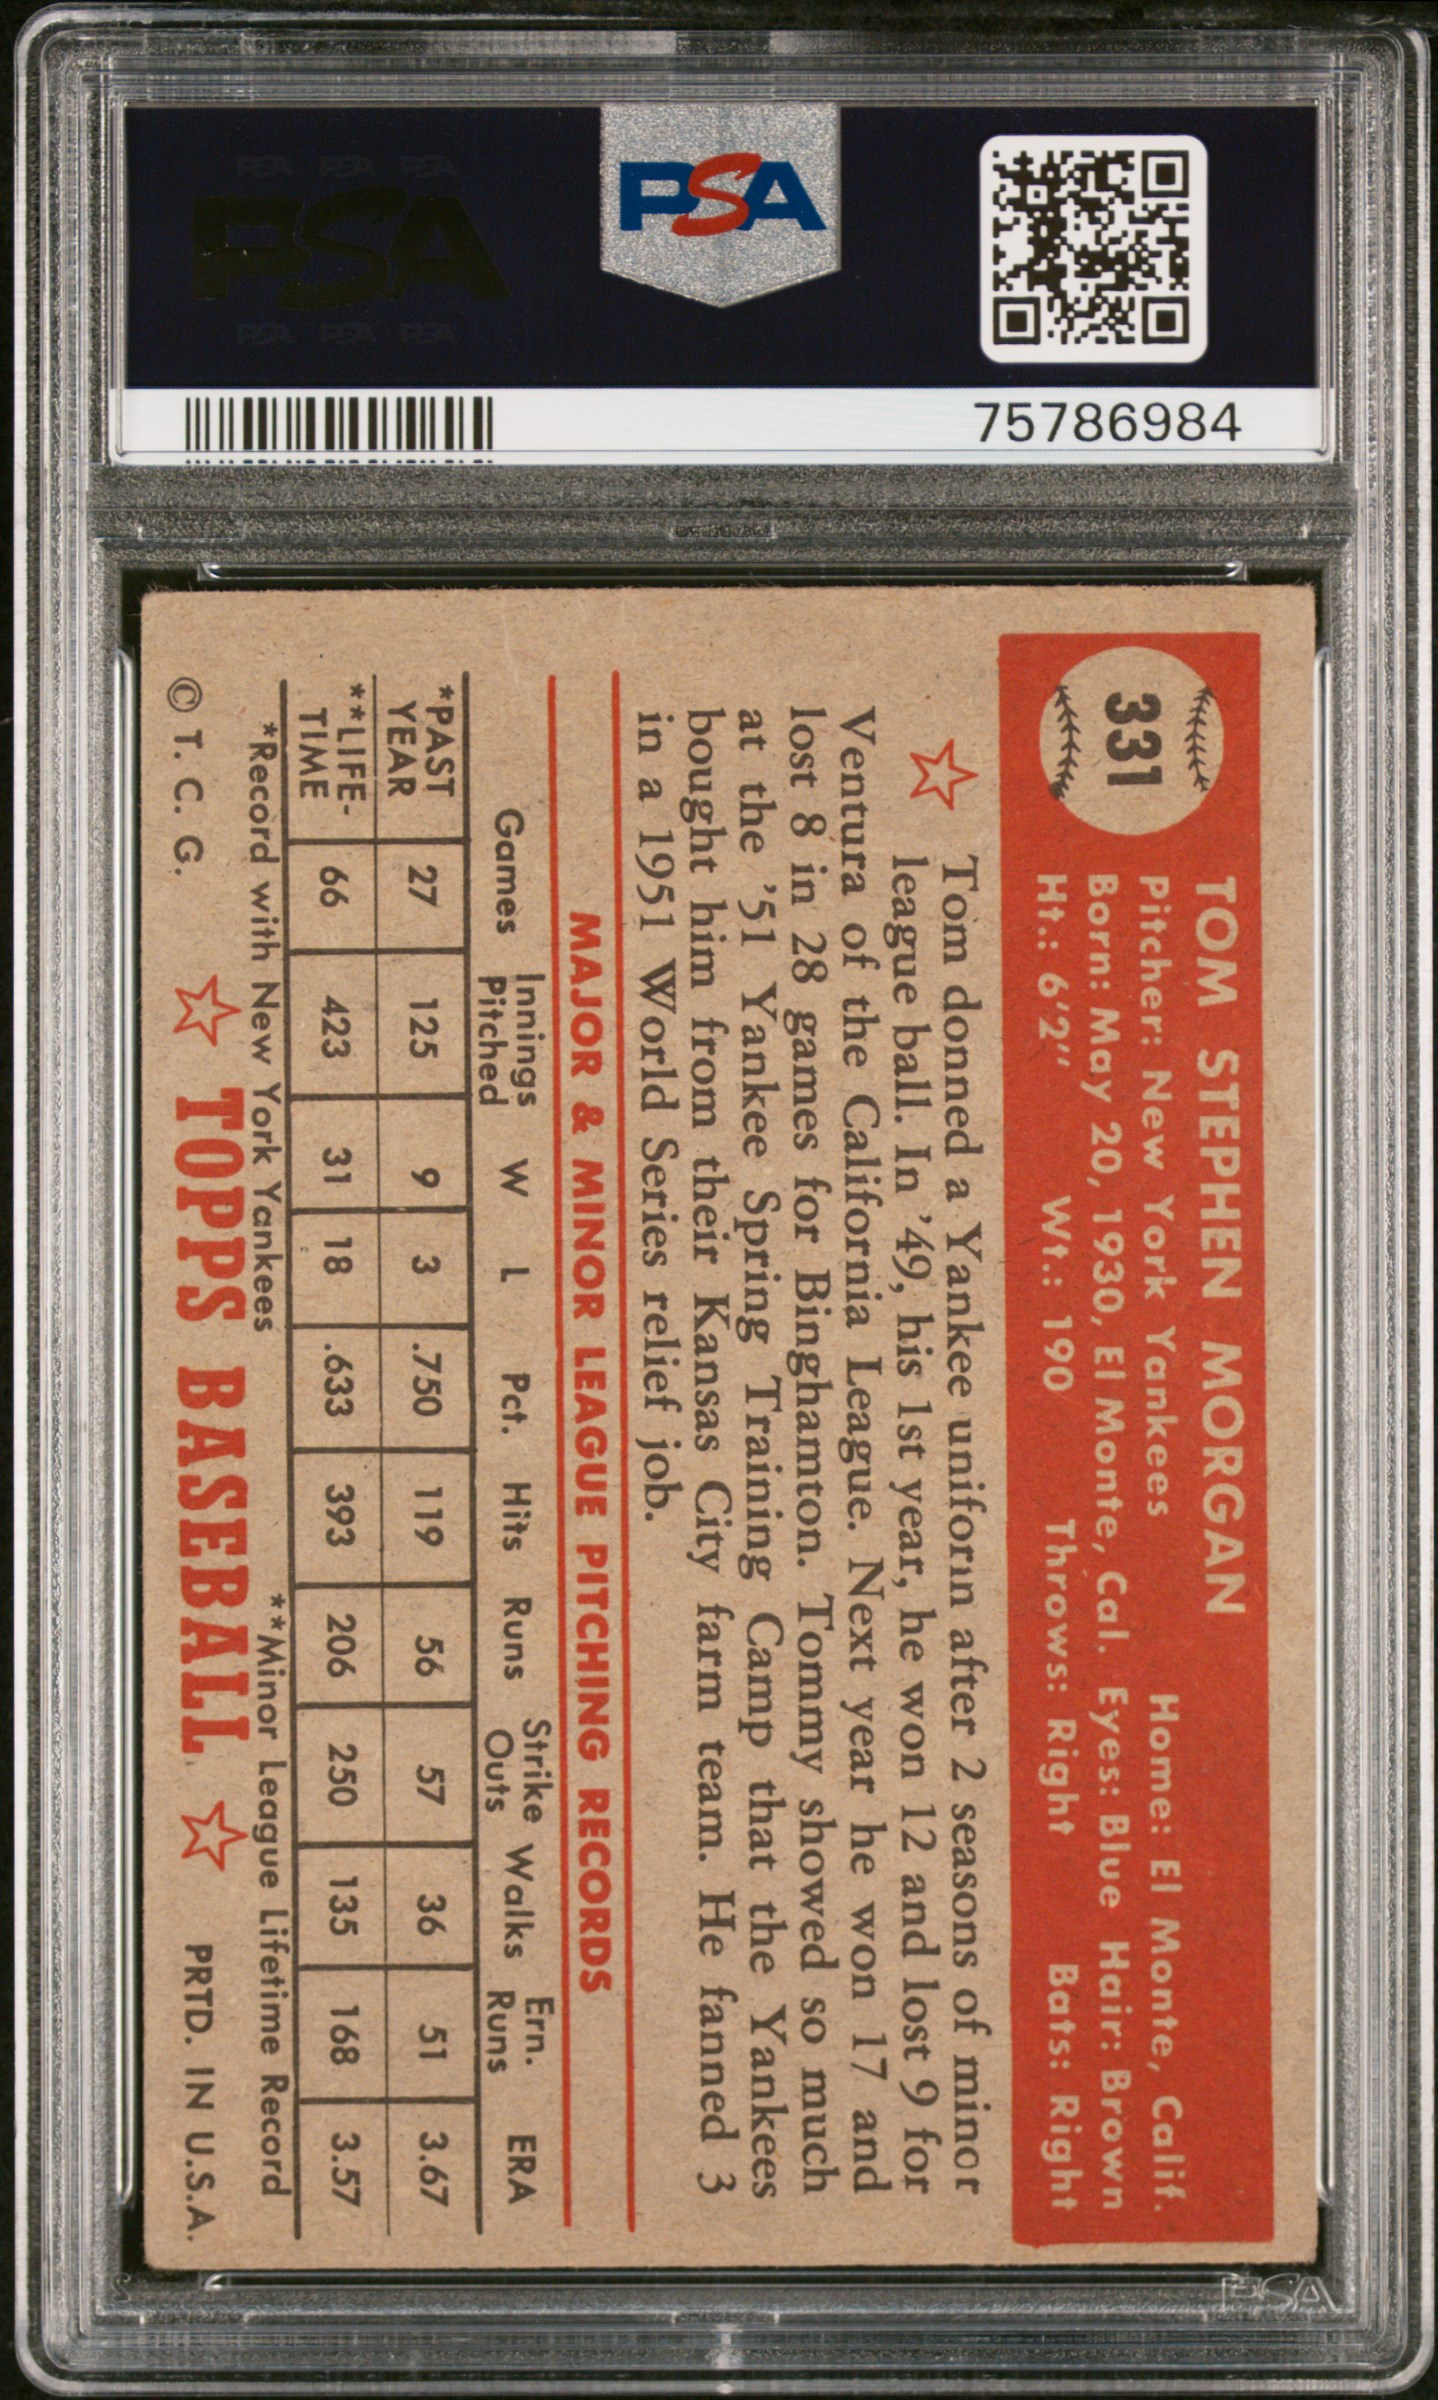 PSA PSA PSA
PSA
PSA PSA PSA
PSA
75786984
331
TOM STEPHEN MORGAN
Pitcher: New York Yankees Home: El Monte, Calif.
Born: May 20, 1930, El Monte, Cal. Eyes: Blue Hair: Brown
Ht.: 6'2" Wt.: 190 Throws: Right Bats: Right
Tom donned a Yankee uniform after 2 seasons of minor
league ball. In '49, his 1st year, he won 12 and lost 9 for
Ventura of the California League. Next year he won 17 and
lost 8 in 28 games for Binghamton. Tommy showed so much
at the '51 Yankee Spring Training Camp that the Yankees
bought him from their Kansas City farm team. He fanned 3
in a 1951 World Series relief job.
MAJOR & MINOR LEAGUE PITCHING RECORDS
Games Innings Pitched W L Pct. Hits Runs Strike Outs Walks Ern. Runs ERA
*PAST YEAR 27 125 9 3 .750 119 56 57 36 51 3.67
**LIFE-TIME 66 423 31 18 .633 393 206 250 135 168 3.57
*Record with New York Yankees **Minor League Lifetime Record
© T. C. G. TOPPS BASEBALL PRTD. IN U.S.A.
PSA